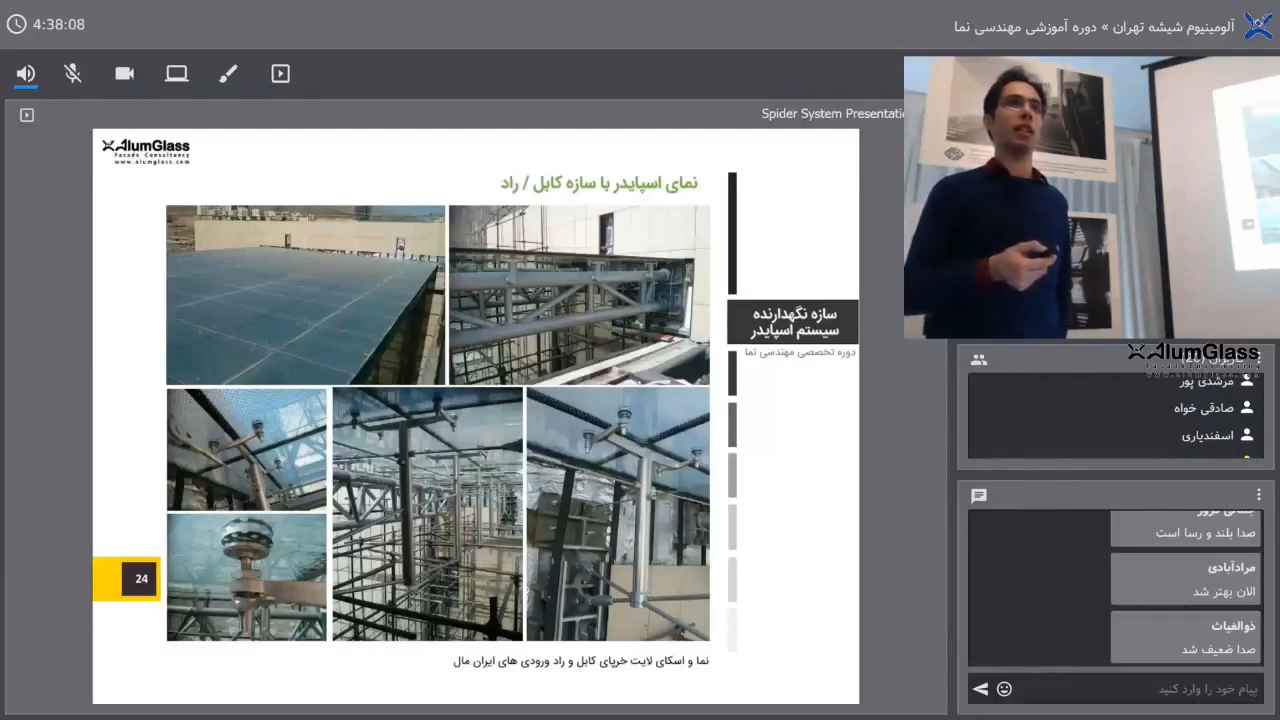 4:38:08
آلومینیوم شیشه تهران » دوره آموزشی مهندسی نما
Spider System Presentatio
AlumGlass
Facade Consultancy
www.alumglass.com
نمای اسپایدر با سازه کابل / راد
سازه نگهدارنده
سیستم اسپایدر
دوره تخصصی مهندسی نما
24
نما و اسکای لایت خرپای کابل و راد ورودی های ایران مال
AlumGlass
Facade Engineering
مرشدی پور
صادقی خواه
اسفندیاری
صدا بلند و رسا است
مرادآبادی
الان بهتر شد
ذوالغیاث
صدا ضعیف شد
پیام خود را وارد کنید